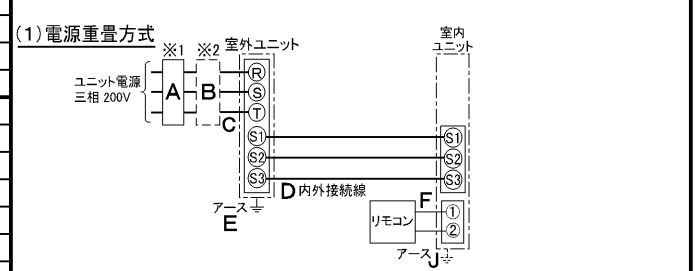 (1)電源重畳方式
※1 ※2 室外ユニット
室内
ユニット
ユニット電源
三相 200V
A B
R
S
T
C
S1 S1
S2 S2
S3 S3
D 内外接続線
アース
E
F
リモコン
①
②
アース J